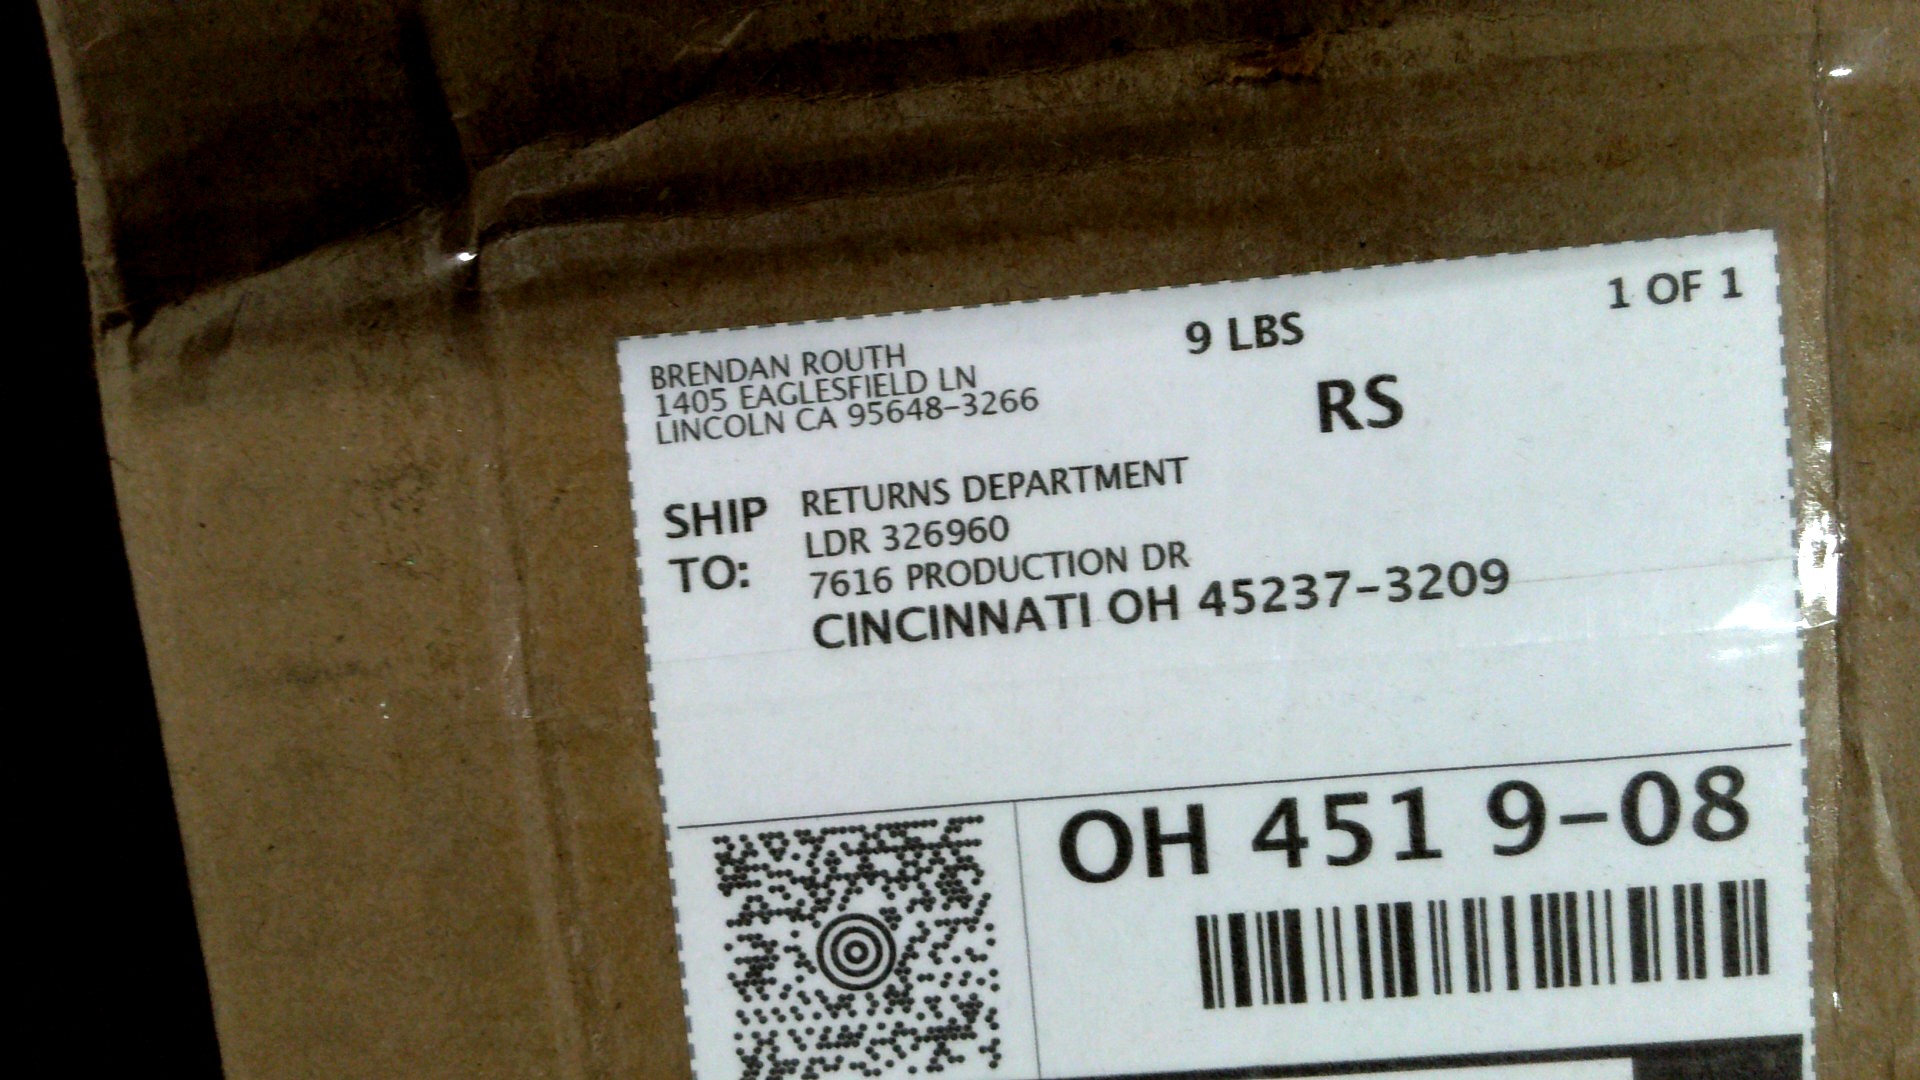 BRENDAN ROUTH
1405 EAGLESFIELD LN
LINCOLN CA 95648-3266
9 LBS
1 OF 1
RS
SHIP TO:
RETURNS DEPARTMENT
LDR 326960
7616 PRODUCTION DR
CINCINNATI OH 45237-3209
OH 451 9-08